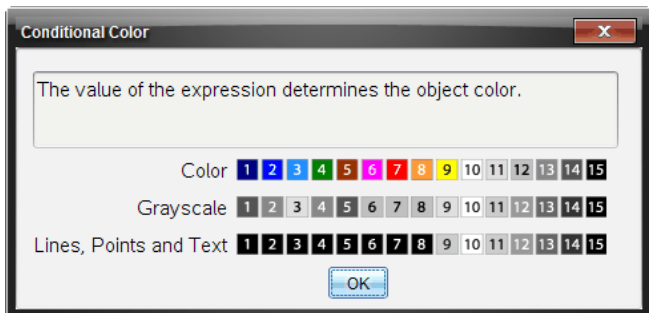 Conditional Color
X
The value of the expression determines the object color.
Color 1 2 3 4 5 6 7 8 9 10 11 12 13 14 15
Grayscale 1 2 3 4 5 6 7 8 9 10 11 12 13 14 15
Lines, Points and Text 1 2 3 4 5 6 7 8 9 10 11 12 13 14 15
OK